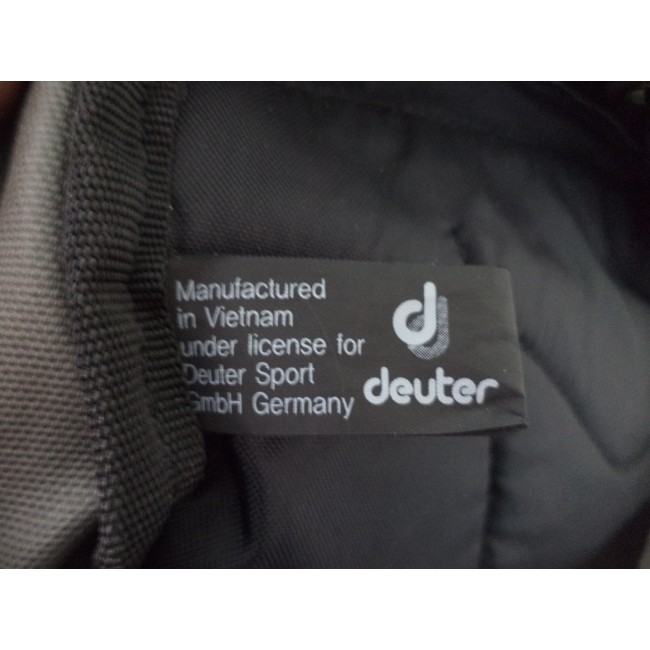 Manufactured
in Vietnam
under license for
Deuter Sport
GmbH Germany
d
deuter